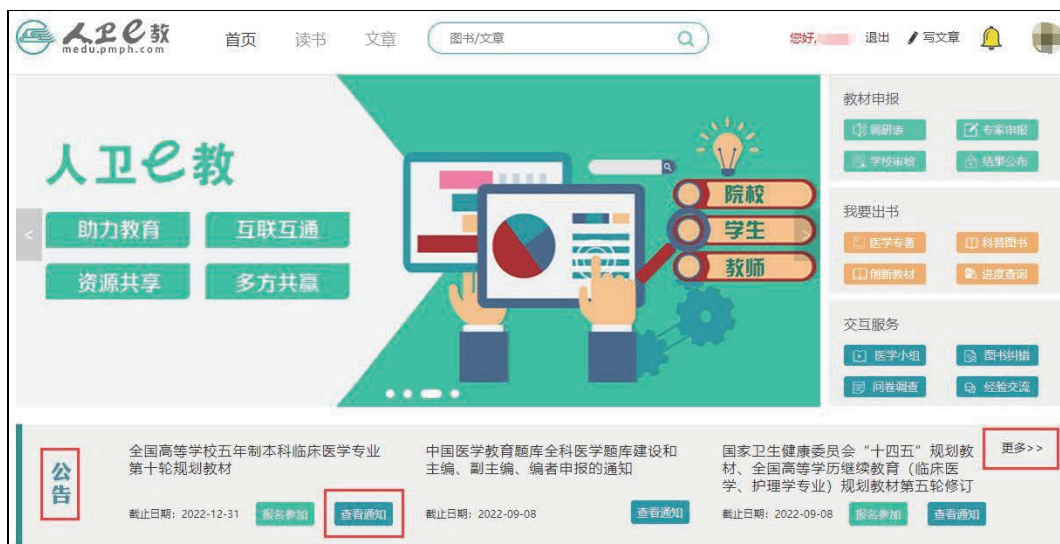 人卫e教
medu.pmph.com
首页 读书 文章 图书/文章 您好, 退出 写文章
人卫e教
助力教育 互联互通
资源共享 多方共赢
院校
学生
教师
教材申报
调研表 专家申报
学校审核 结果公布
我要出书
医学专著 科普图书
创新教材 进度查询
交互服务
医学小组 图书纠错
问卷调查 经验交流
公告
全国高等学校五年制本科临床医学专业
第十轮规划教材
截止日期：2022-12-31 报名参加 查看通知
中国医学教育题库全科医学题库建设和
主编、副主编、编者申报的通知
截止日期：2022-09-08 查看通知
国家卫生健康委员会“十四五”规划教
材、全国高等学历继续教育（临床医
学、护理学专业）规划教材第五轮修订
截止日期：2022-09-08 报名参加 查看通知
更多>>